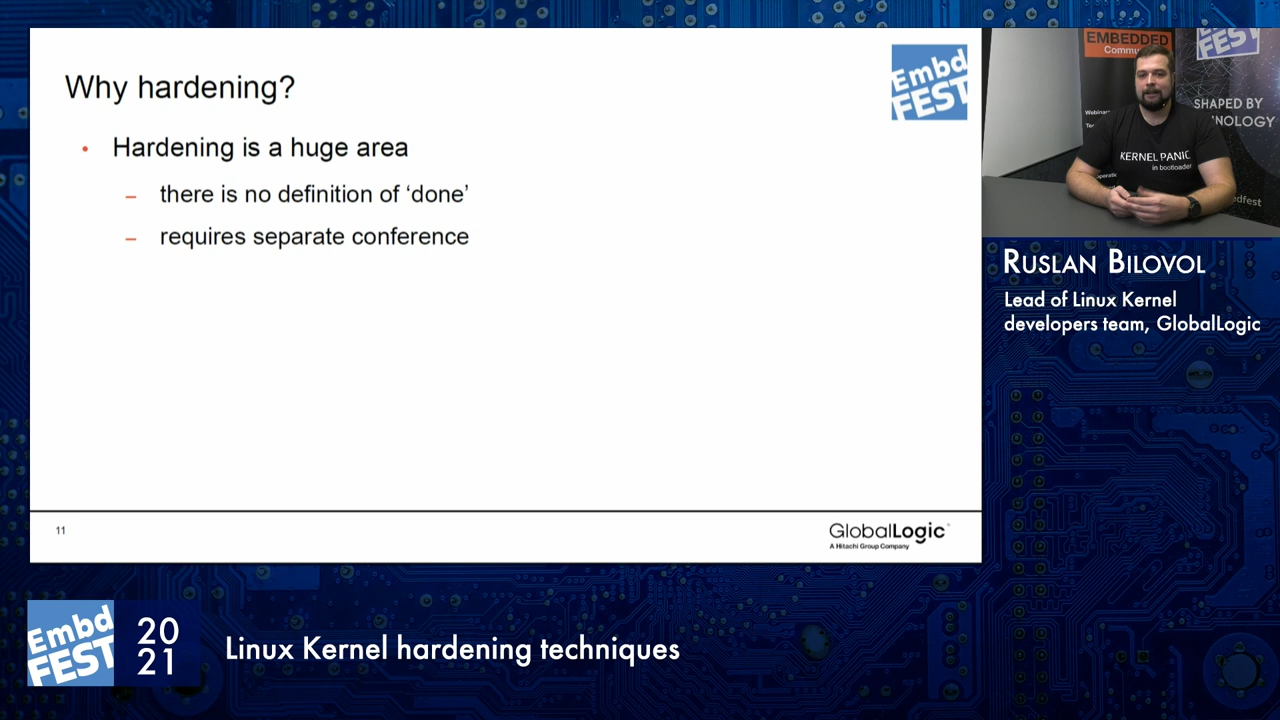 Why hardening?
Embd
FEST
• Hardening is a huge area
– there is no definition of ‘done’
– requires separate conference
11
GlobalLogic
A Hitachi Group Company
EMBEDDED
FEST
SHAPED BY
KERNEL PANIC
in bootloader
RUSLAN BILOVOL
Lead of Linux Kernel
developers team, GlobalLogic
Embd
FEST
20
21
Linux Kernel hardening techniques